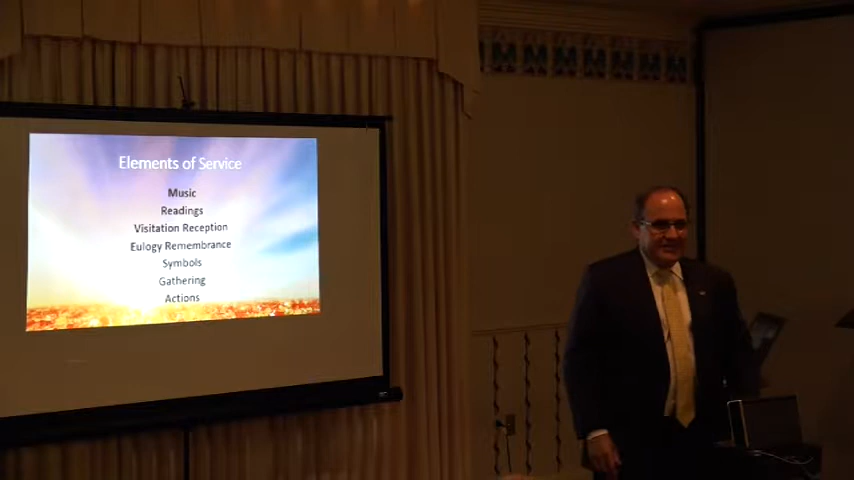 Elements of Service
Music
Readings
Visitation Reception
Eulogy Remembrance
Symbols
Gathering
Actions